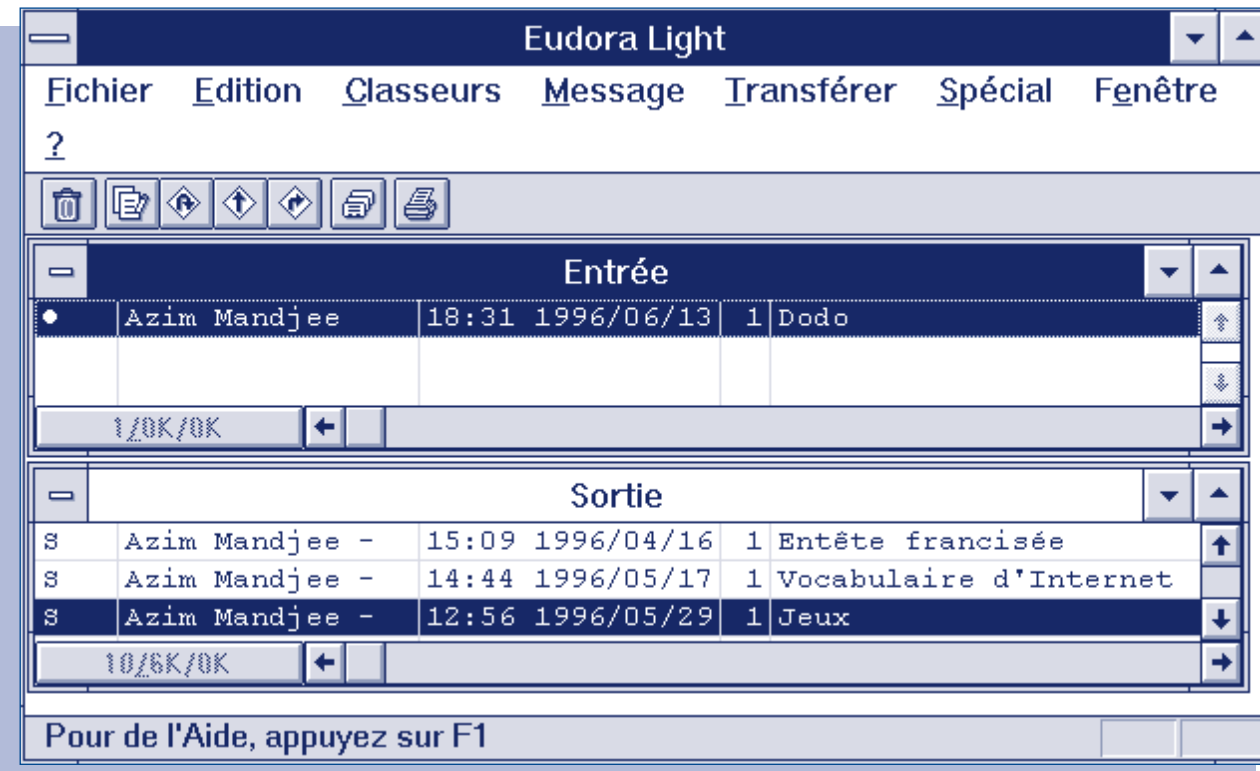 Eudora Light
Fichier Edition Classeurs Message Transférer Spécial Fenêtre
?
Entrée
Azim Mandjee 18:31 1996/06/13 1 Dodo
1/0K/0K
Sortie
S Azim Mandjee - 15:09 1996/04/16 1 Entête francisée
S Azim Mandjee - 14:44 1996/05/17 1 Vocabulaire d'Internet
S Azim Mandjee - 12:56 1996/05/29 1 Jeux
10/6K/0K
Pour de l'Aide, appuyez sur F1